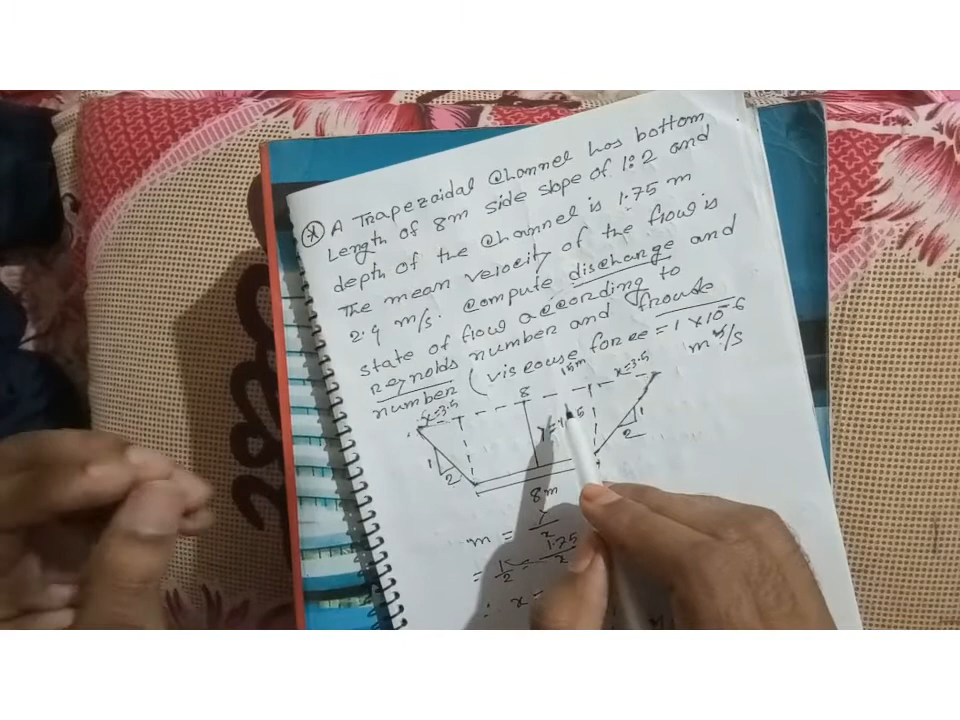 A Trapezoidal Channel has bottom
length of 8m side slope of 1:2 and
depth of the Channel is 1.75 m
The mean velocity of the flow is
2.4 m/s. Compute discharge and
state of flow according to
Reynolds number and froude
number (viscouse force = 1 x 10^-6
m²/s
x=3.5 8 15m x=3.5
1 2 1 2
8m
m =
= 1/2 = 1.75
∴ x =